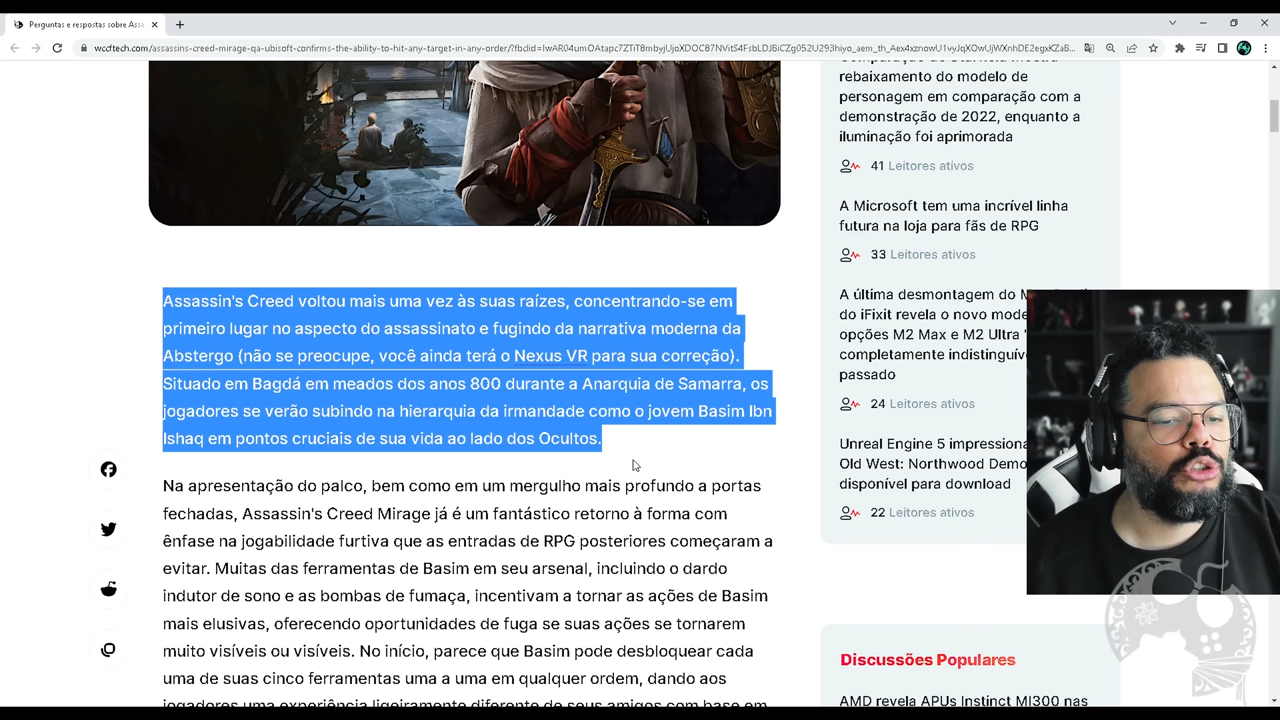 Perguntas e respostas sobre Assa
wccftech.com/assassins-creed-mirage-qa-ubisoft-confirms-the-ability-to-hit-any-target-in-any-order/
rebaixamento do modelo de
personagem em comparação com a
demonstração de 2022, enquanto a
iluminação foi aprimorada
41 Leitores ativos
A Microsoft tem uma incrível linha
futura na loja para fãs de RPG
33 Leitores ativos
A última desmontagem do
do iFixit revela o novo
opções M2 Max e M2 Ultra
completamente
passado
24 Leitores ativos
Unreal Engine 5
Old West: Northwood
disponível para download
22 Leitores ativos
Assassin's Creed voltou mais uma vez às suas raízes, concentrando-se em
primeiro lugar no aspecto do assassinato e fugindo da narrativa moderna da
Abstergo (não se preocupe, você ainda terá o Nexus VR para sua correção).
Situado em Bagdá em meados dos anos 800 durante a Anarquia de Samarra, os
jogadores se verão subindo na hierarquia da irmandade como o jovem Basim Ibn
Ishaq em pontos cruciais de sua vida ao lado dos Ocultos.
Na apresentação do palco, bem como em um mergulho mais profundo a portas
fechadas, Assassin's Creed Mirage já é um fantástico retorno à forma com
ênfase na jogabilidade furtiva que as entradas de RPG posteriores começaram a
evitar. Muitas das ferramentas de Basim em seu arsenal, incluindo o dardo
indutor de sono e as bombas de fumaça, incentivam a tornar as ações de Basim
mais elusivas, oferecendo oportunidades de fuga se suas ações se tornarem
muito visíveis ou visíveis. No início, parece que Basim pode desbloquear cada
uma de suas cinco ferramentas uma a uma em qualquer ordem, dando aos
jogadores uma experiência ligeiramente diferente de seus amigos com base em
Discussões Populares
AMD revela APUs Instinct MI300 nas